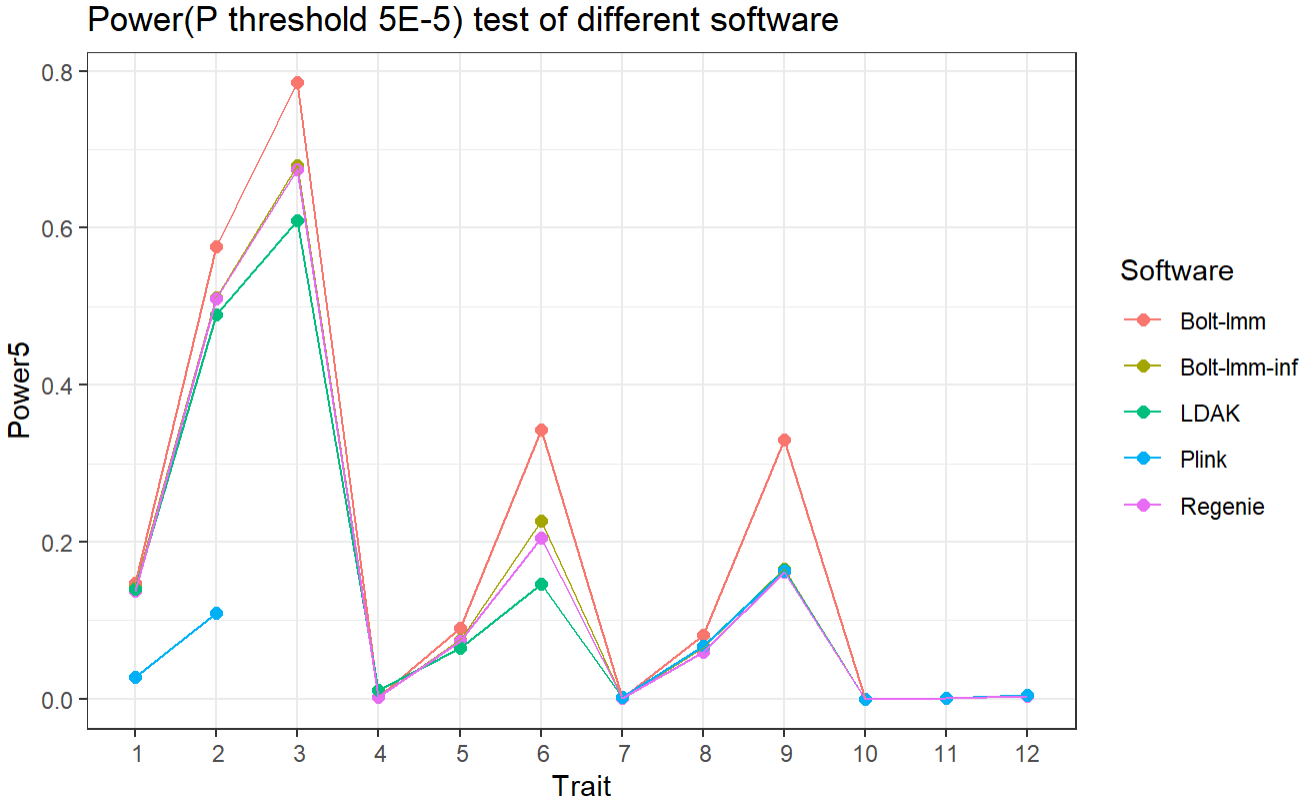 Power(P threshold 5E-5) test of different software
Power5
0.8
0.6
0.4
0.2
0.0
1 2 3 4 5 6 7 8 9 10 11 12
Trait
Software
Bolt-lmm
Bolt-lmm-inf
LDAK
Plink
Regenie